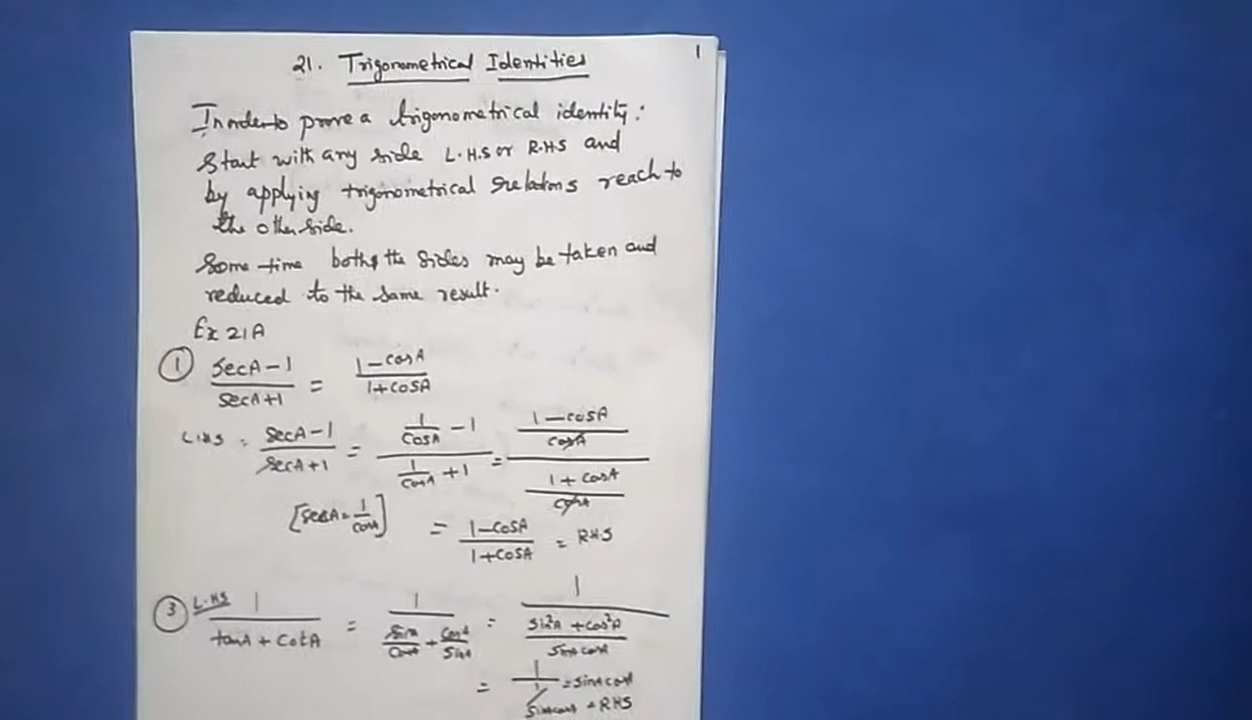 1
21. Trigonometrical Identities
In order to prove a trigonometrical identity:
Start with any side L.H.S or R.H.S and
by applying trigonometrical relations reach to
the other side.
Some time both the sides may be taken and
reduced to the same result.
Ex 21A
① (secA-1)/(secA+1) = (1-cosA)/(1+cosA)
LHS = (secA-1)/(secA+1) = (1/cosA - 1)/(1/cosA + 1) = ((1-cosA)/cosA)/((1+cosA)/cosA)
[secA = 1/cosA] = (1-cosA)/(1+cosA) = R.H.S
③ L.HS 1/(tanA + cotA) = 1/(sinA/cosA + cosA/sinA) = 1/((sin²A + cos²A)/(sinA cosA))
= 1/(1/(sinA cosA)) = sinA cosA
= RHS